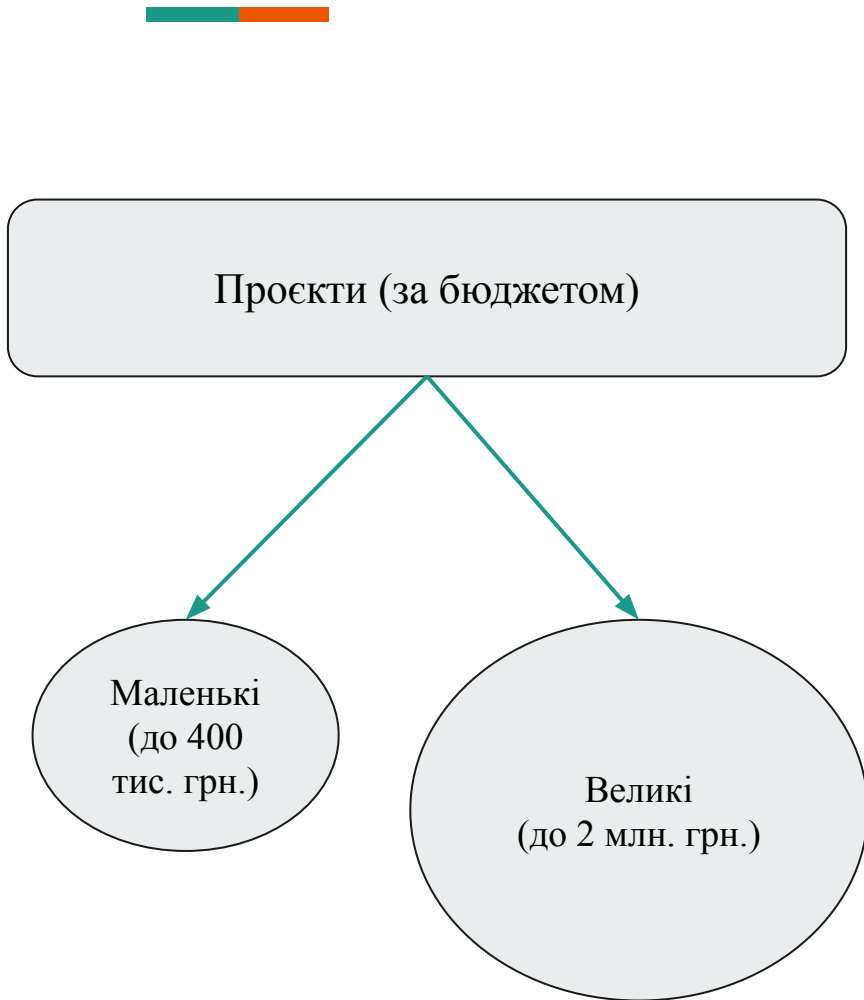 Проєкти (за бюджетом)
Маленькі
(до 400
тис. грн.)
Великі
(до 2 млн. грн.)